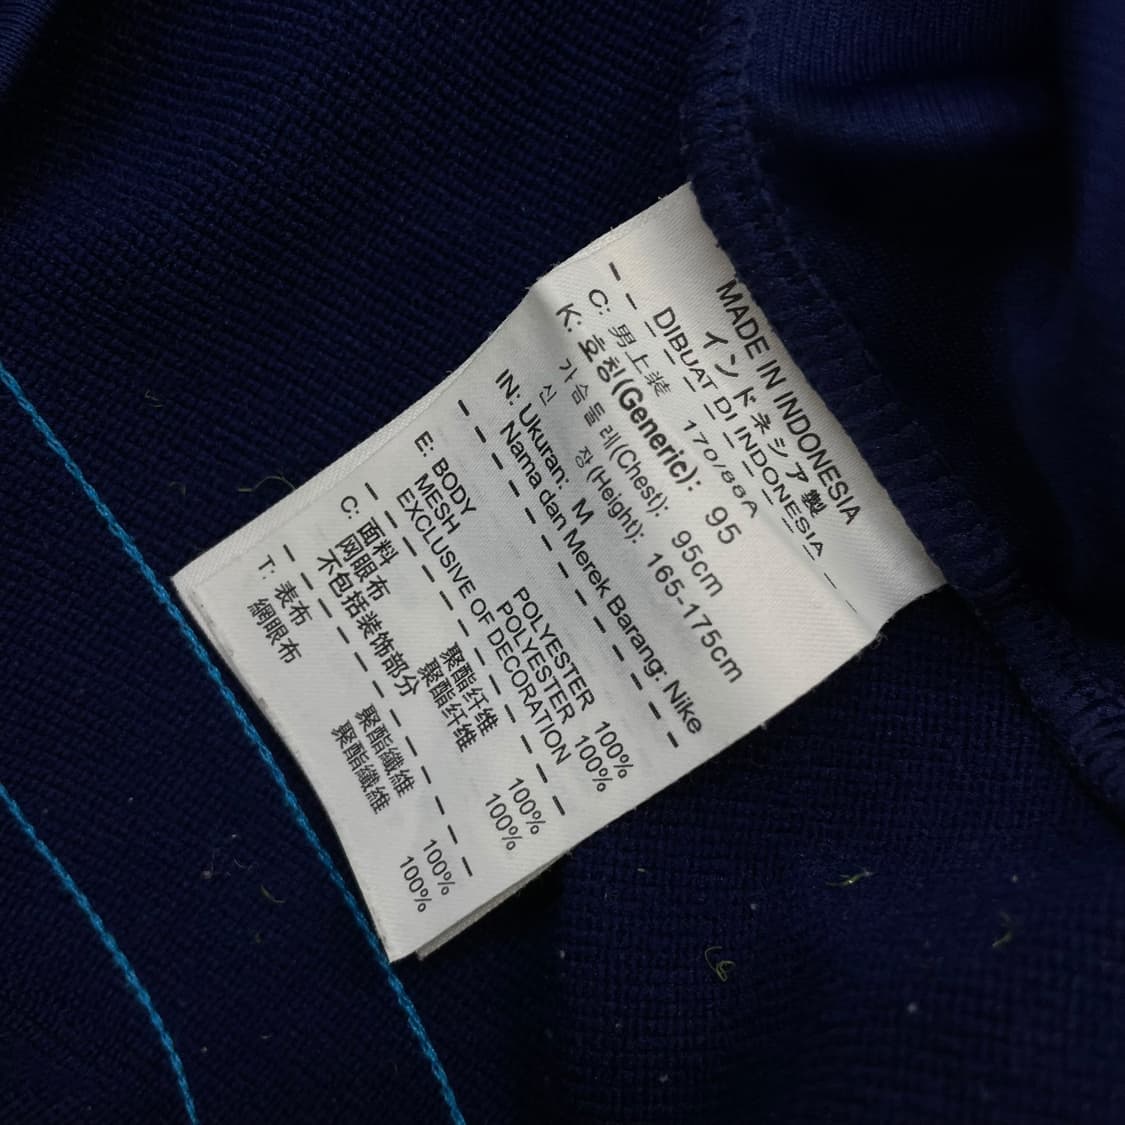 MADE IN INDONESIA
インドネシア製
DIBUAT DI INDONESIA
C: 男上装 170/88A
K: 호칭(Generic): 95
가슴둘레(Chest): 95cm
신 장(Height): 165-175cm
IN: Ukuran: M
Nama dan Merek Barang: Nike
E: BODY POLYESTER 100%
MESH POLYESTER 100%
EXCLUSIVE OF DECORATION
C: 面料 聚酯纤维 100%
网眼布 聚酯纤维 100%
不包括装饰部分
T: 表布 聚酯纖維 100%
網眼布 聚酯纖維 100%